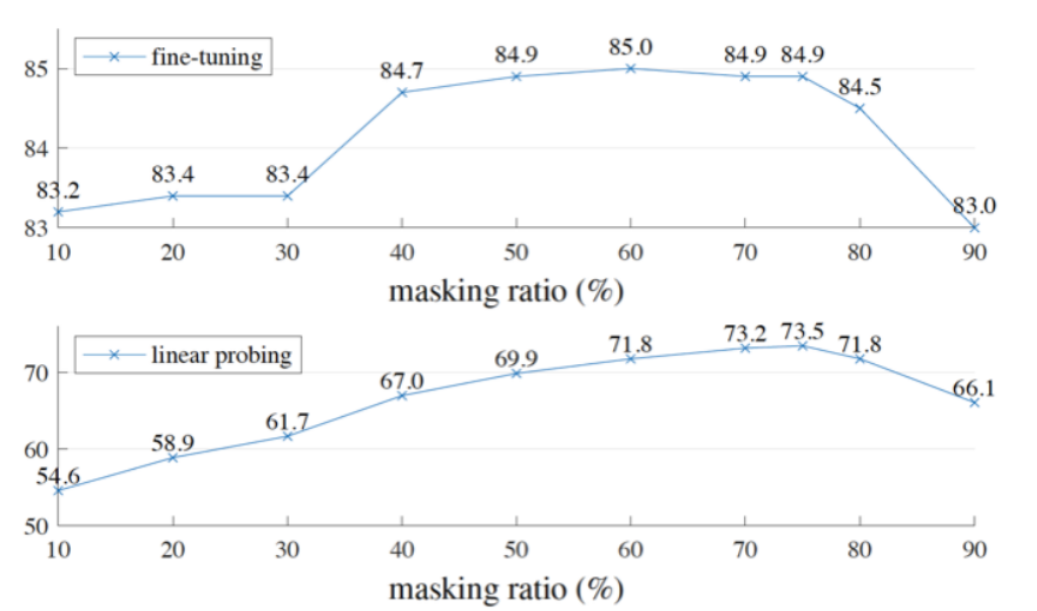 fine-tuning
85
84
83
83.2 83.4 83.4 84.7 84.9 85.0 84.9 84.9 84.5 83.0
10 20 30 40 50 60 70 80 90
masking ratio (%)
linear probing
70
60
50
54.6 58.9 61.7 67.0 69.9 71.8 73.2 73.5 71.8 66.1
10 20 30 40 50 60 70 80 90
masking ratio (%)